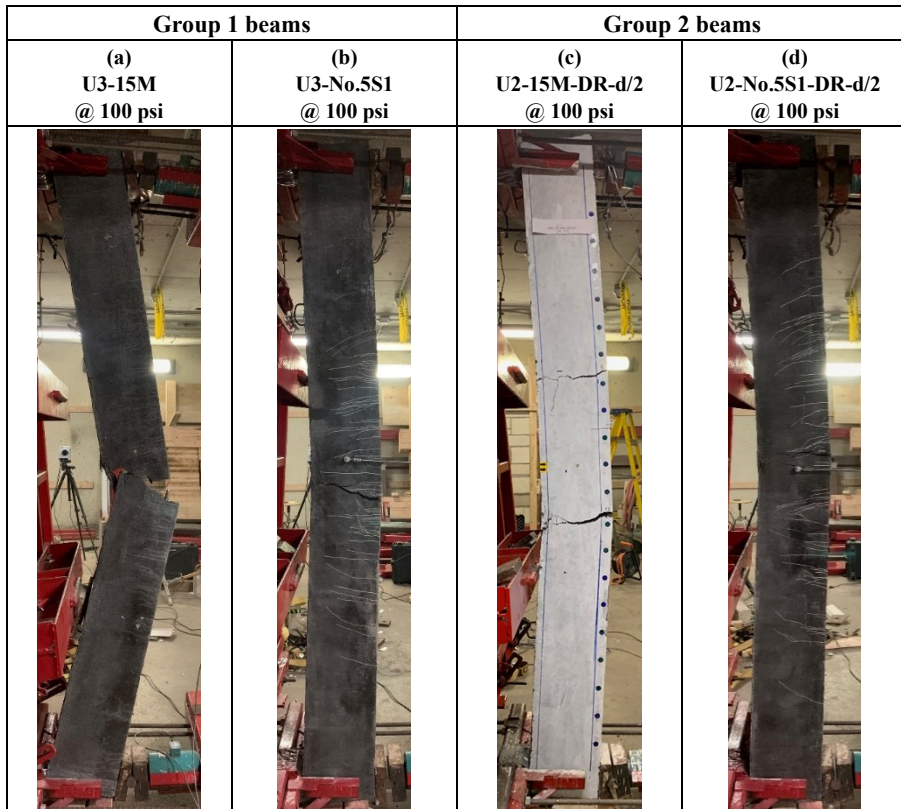 Group 1 beams
Group 2 beams
(a)
U3-15M
@ 100 psi
(b)
U3-No.5S1
@ 100 psi
(c)
U2-15M-DR-d/2
@ 100 psi
(d)
U2-No.5S1-DR-d/2
@ 100 psi